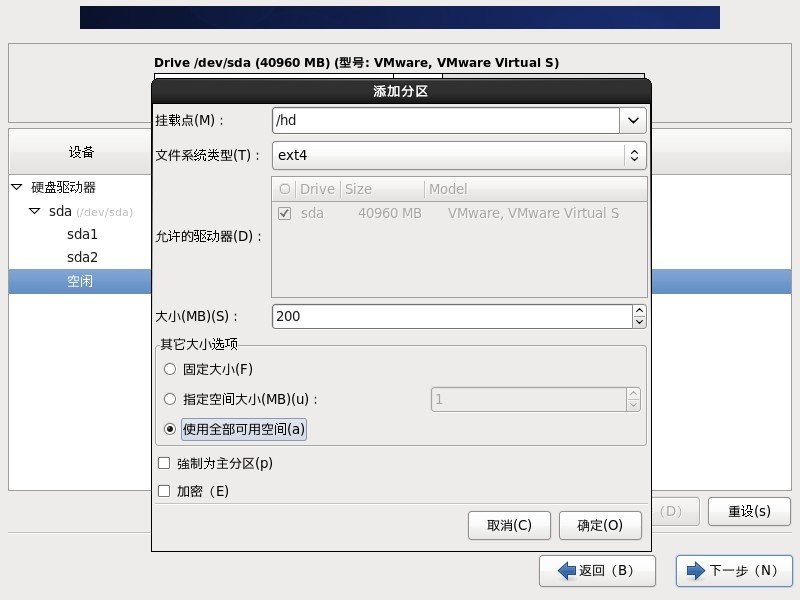 Drive /dev/sda (40960 MB) (型号: VMware, VMware Virtual S)
添加分区
挂载点(M)： /hd
设备
文件系统类型(T)： ext4
Drive Size Model
硬盘驱动器
sda 40960 MB VMware, VMware Virtual S
sda (/dev/sda)
允许的驱动器(D)：
sda1
sda2
空闲
大小(MB)(S)： 200
其它大小选项
固定大小(F)
指定空间大小(MB)(u)： 1
使用全部可用空间(a)
強制为主分区(p)
加密（E)
取消(C) 确定(O)
(D) 重设(s)
返回（B） 下一步（N）